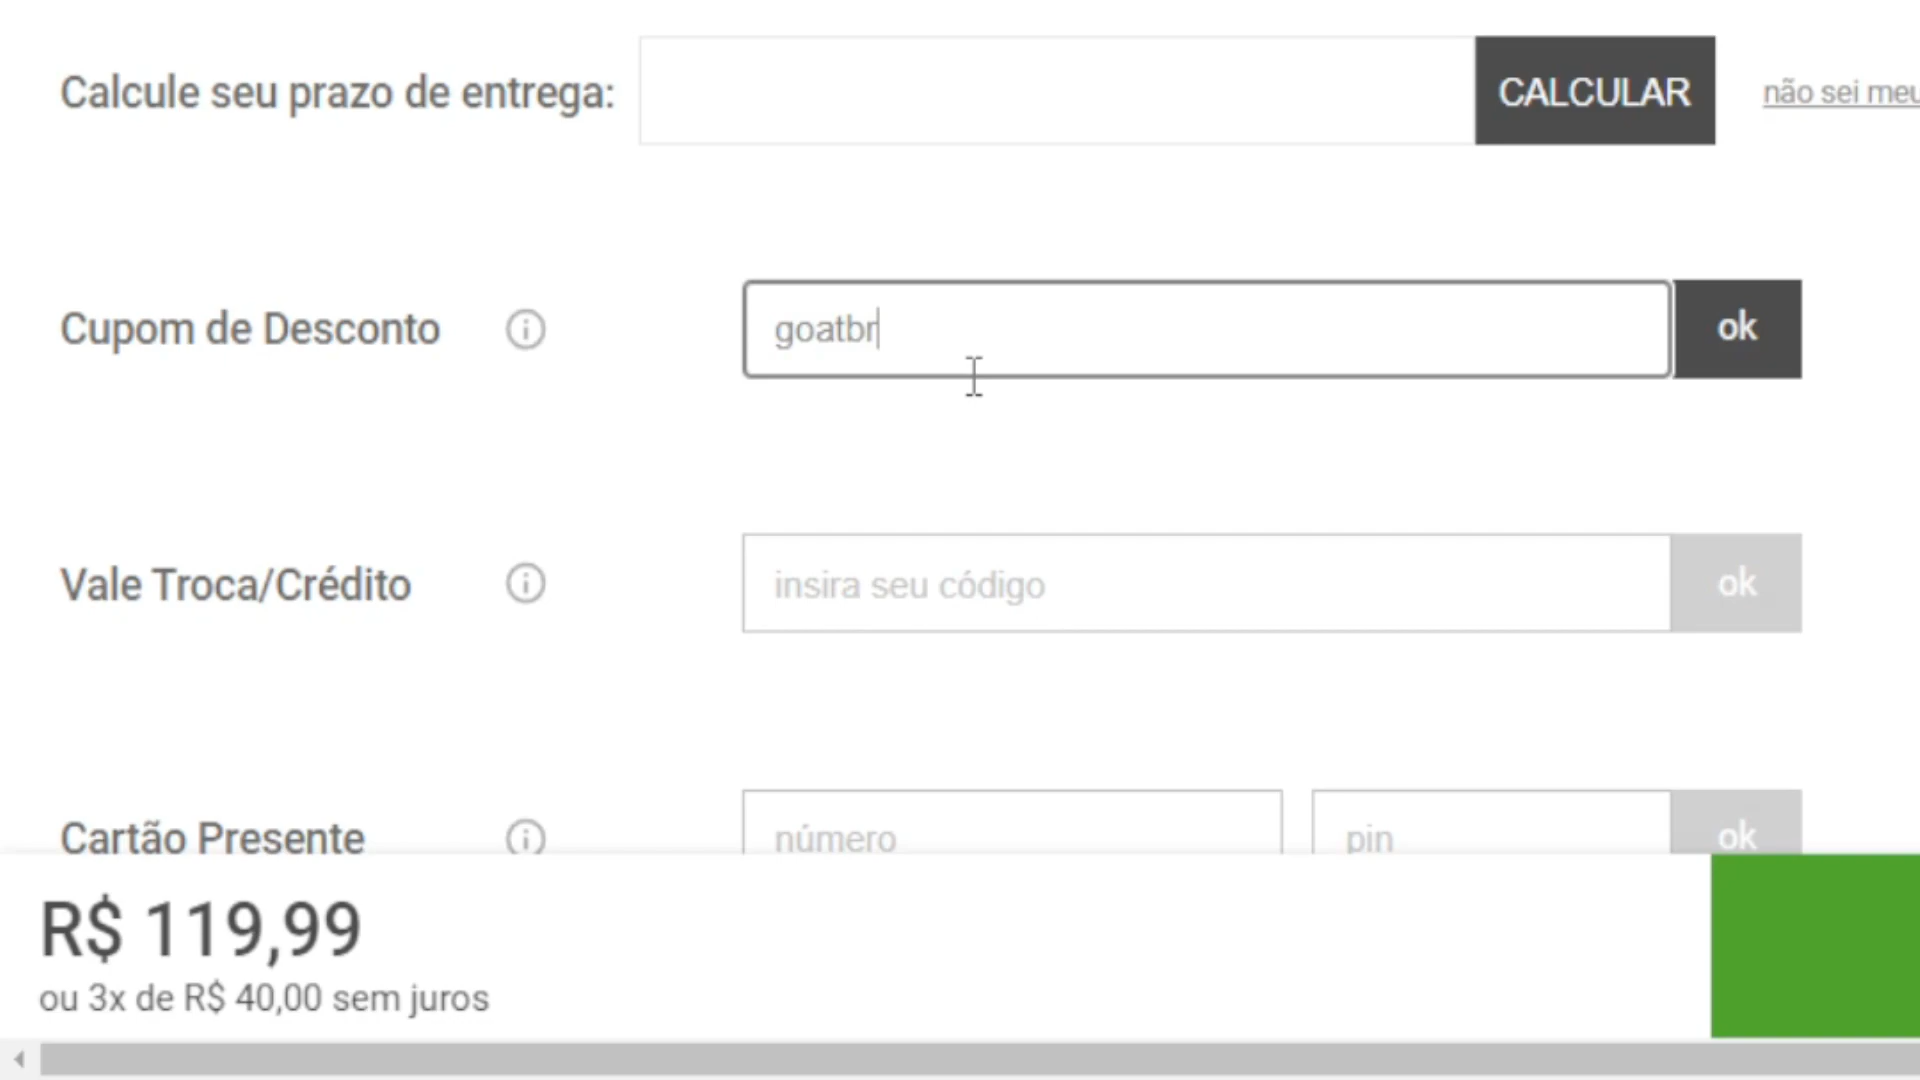 Calcule seu prazo de entrega:
CALCULAR
não sei meu
Cupom de Desconto
goatbr
ok
Vale Troca/Crédito
insira seu código
ok
Cartão Presente
número
pin
ok
R$ 119,99
ou 3x de R$ 40,00 sem juros